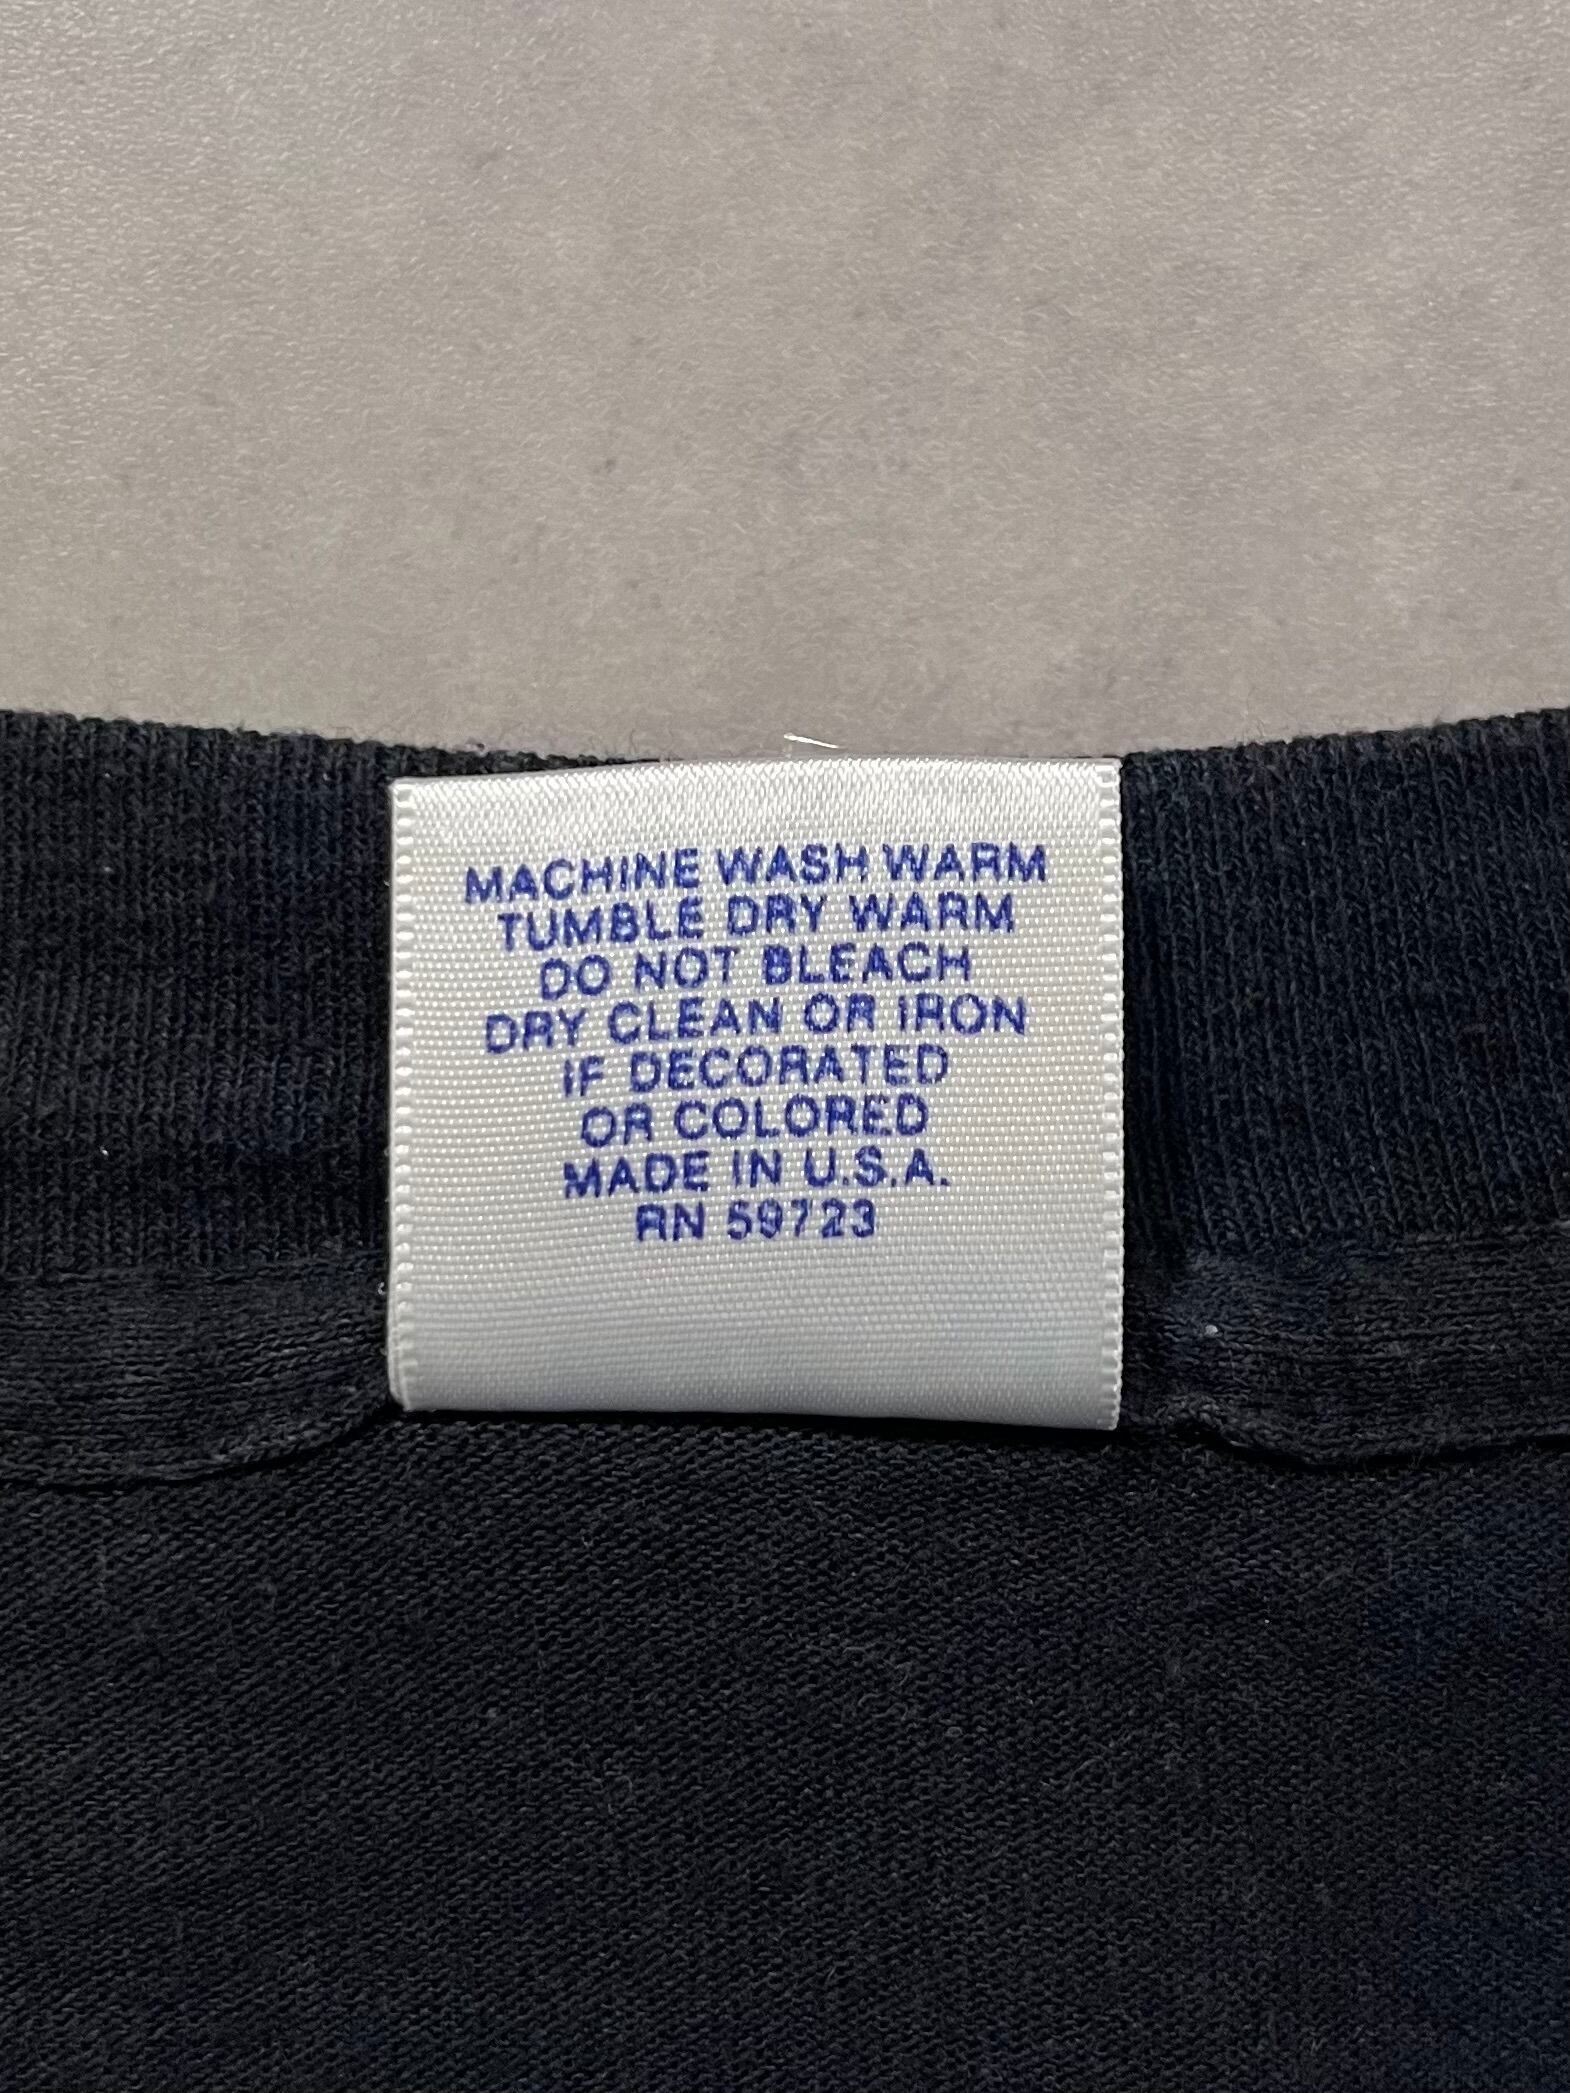 MACHINE WASH WARM
TUMBLE DRY WARM
DO NOT BLEACH
DRY CLEAN OR IRON
IF DECORATED
OR COLORED
MADE IN U.S.A.
RN 59723